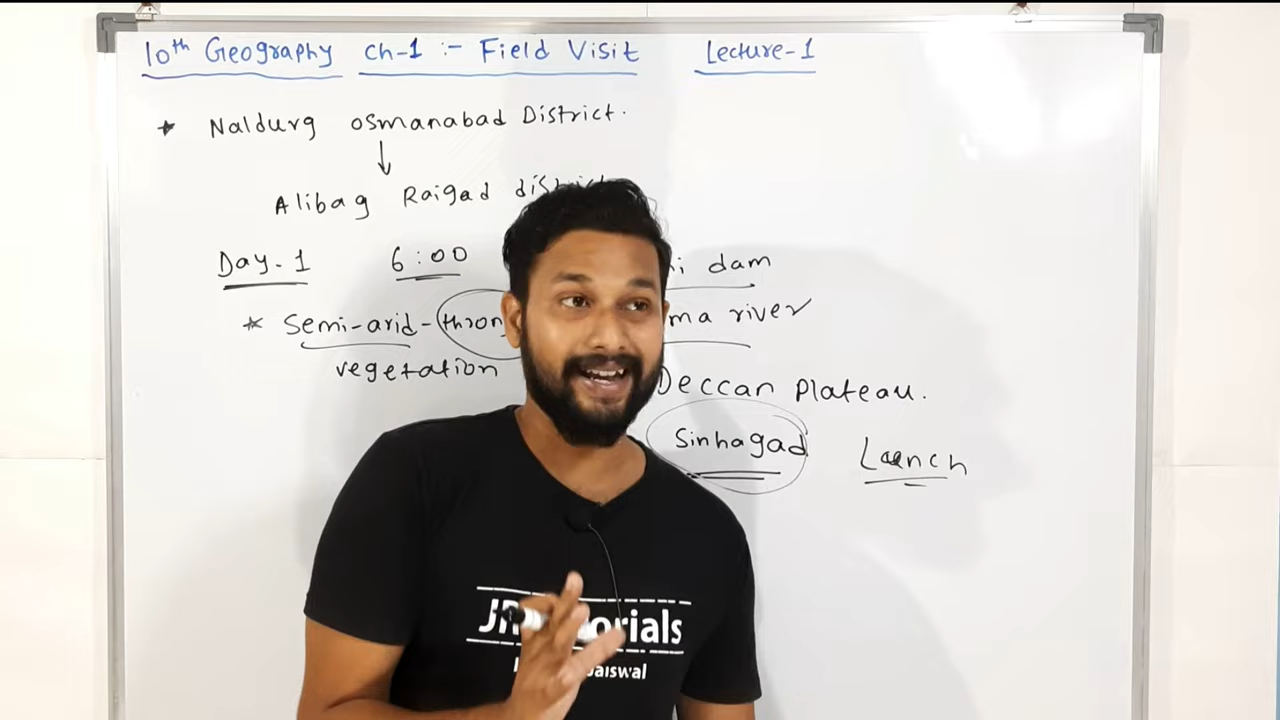 10th Geography ch-1 :- Field Visit Lecture-1
* Naldurg osmanabad District.
↓
Alibag Raigad
Day-1 6:00 dam
* Semi-arid- river
vegetation
Deccan Plateau.
Sinhagad Launch